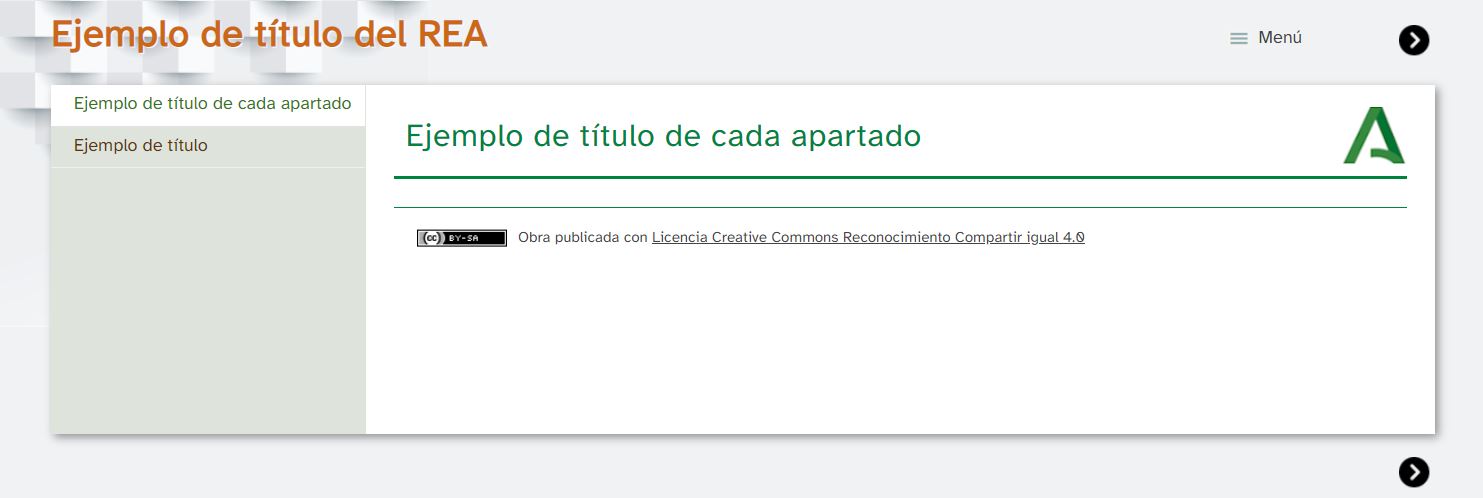 Ejemplo de título del REA
Menú
Ejemplo de título de cada apartado
Ejemplo de título
Ejemplo de título de cada apartado
cc BY-SA Obra publicada con Licencia Creative Commons Reconocimiento Compartir igual 4.0